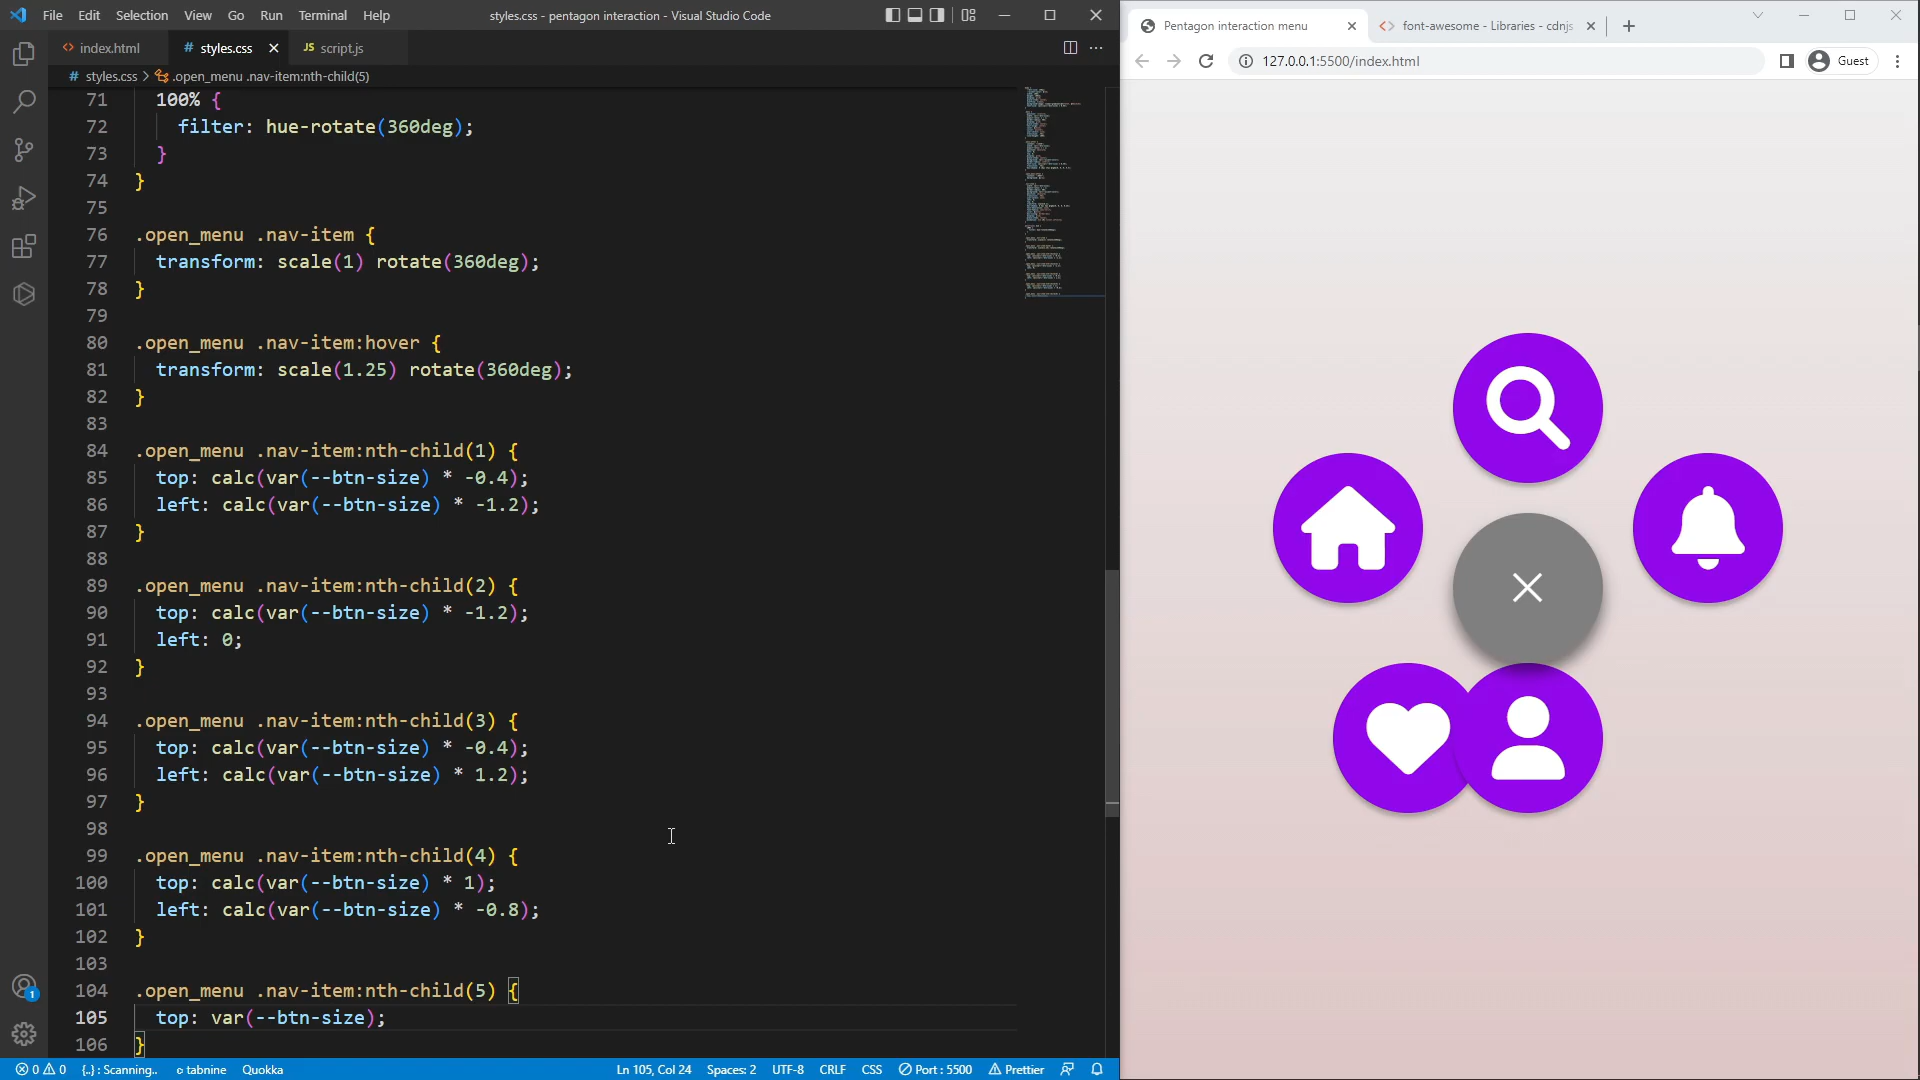 File Edit Selection View Go Run Terminal Help
styles.css - pentagon interaction - Visual Studio Code
<> index.html
# styles.css
JS script.js
# styles.css > .open_menu .nav-item:nth-child(5)
71 100% {
72 filter: hue-rotate(360deg);
73 }
74 }
75
76 .open_menu .nav-item {
77 transform: scale(1) rotate(360deg);
78 }
79
80 .open_menu .nav-item:hover {
81 transform: scale(1.25) rotate(360deg);
82 }
83
84 .open_menu .nav-item:nth-child(1) {
85 top: calc(var(--btn-size) * -0.4);
86 left: calc(var(--btn-size) * -1.2);
87 }
88
89 .open_menu .nav-item:nth-child(2) {
90 top: calc(var(--btn-size) * -1.2);
91 left: 0;
92 }
93
94 .open_menu .nav-item:nth-child(3) {
95 top: calc(var(--btn-size) * -0.4);
96 left: calc(var(--btn-size) * 1.2);
97 }
98
99 .open_menu .nav-item:nth-child(4) {
100 top: calc(var(--btn-size) * 1);
101 left: calc(var(--btn-size) * -0.8);
102 }
103
104 .open_menu .nav-item:nth-child(5) {
105 top: var(--btn-size);
106 }
1
0 0 {..} : Scanning.. tabnine Quokka
Ln 105, Col 24 Spaces: 2 UTF-8 CRLF CSS Port : 5500 Prettier
Pentagon interaction menu
<> font-awesome - Libraries - cdnjs
127.0.0.1:5500/index.html
Guest